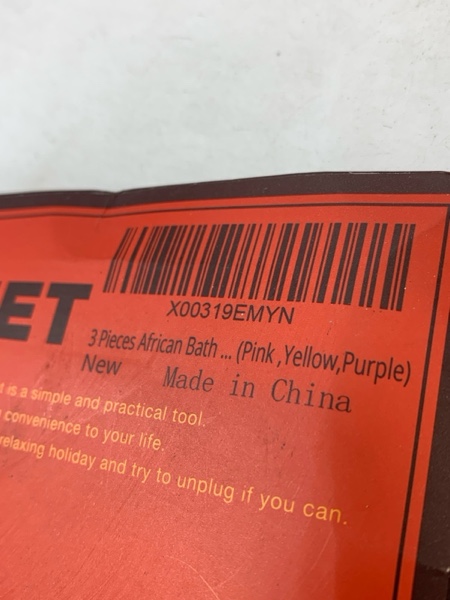 ET
X00319EMYN
3 Pieces African Bath ... (Pink ,Yellow,Purple)
New
Made in China
t is a simple and practical tool.
convenience to your life.
relaxing holiday and try to unplug if you can.